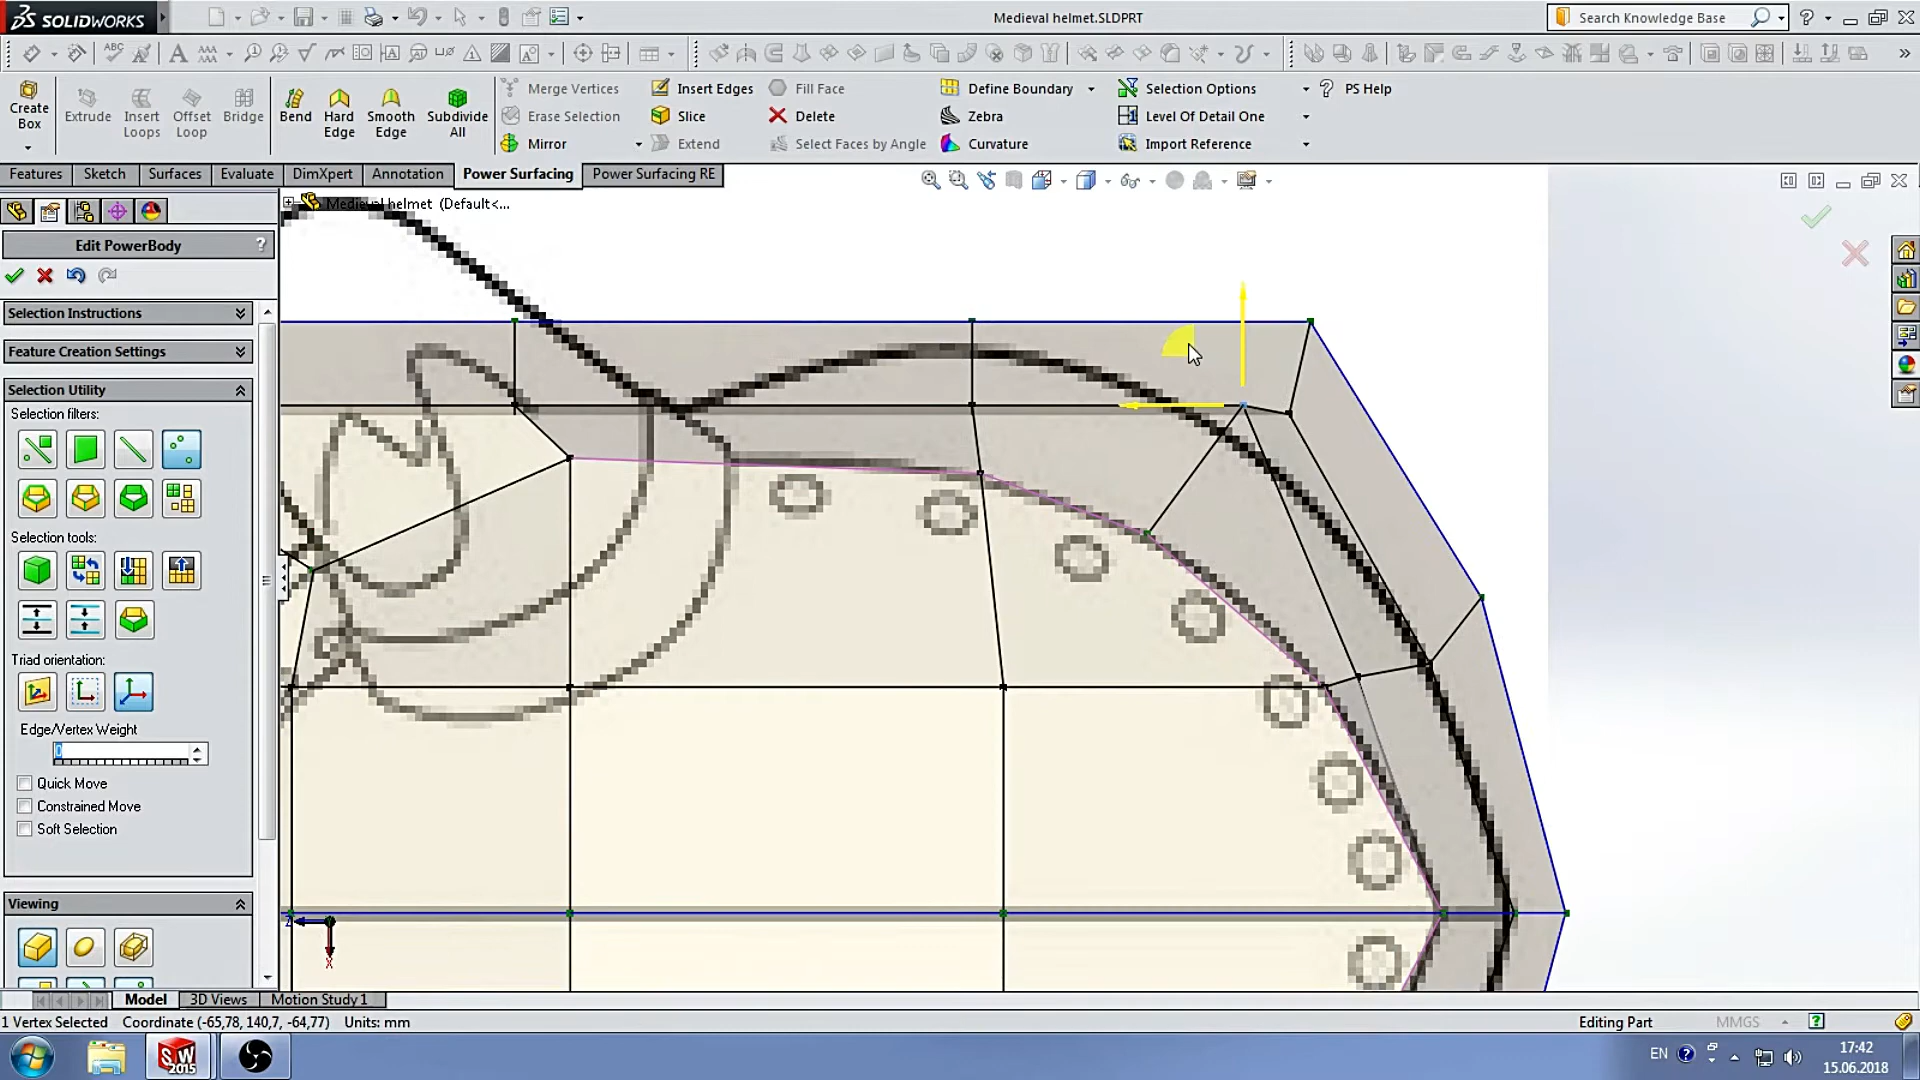 SOLIDWORKS
Medieval helmet.SLDPRT
Search Knowledge Base
Create Box
Extrude
Insert Loops
Offset Loop
Bridge
Bend
Hard Edge
Smooth Edge
Subdivide All
Merge Vertices
Erase Selection
Mirror
Insert Edges
Slice
Extend
Fill Face
Delete
Select Faces by Angle
Define Boundary
Zebra
Curvature
Selection Options
Level Of Detail One
Import Reference
PS Help
Features
Sketch
Surfaces
Evaluate
DimXpert
Annotation
Power Surfacing
Power Surfacing RE
Medieval helmet (Default<...
Edit PowerBody
?
Selection Instructions
Feature Creation Settings
Selection Utility
Selection filters:
Selection tools:
Triad orientation:
Edge/Vertex Weight
0
Quick Move
Constrained Move
Soft Selection
Viewing
Z
X
Model
3D Views
Motion Study 1
1 Vertex Selected Coordinate (-65,78, 140,7, -64,77) Units: mm
Editing Part
MMGS
SW 2015
EN
17:42
15.06.2018